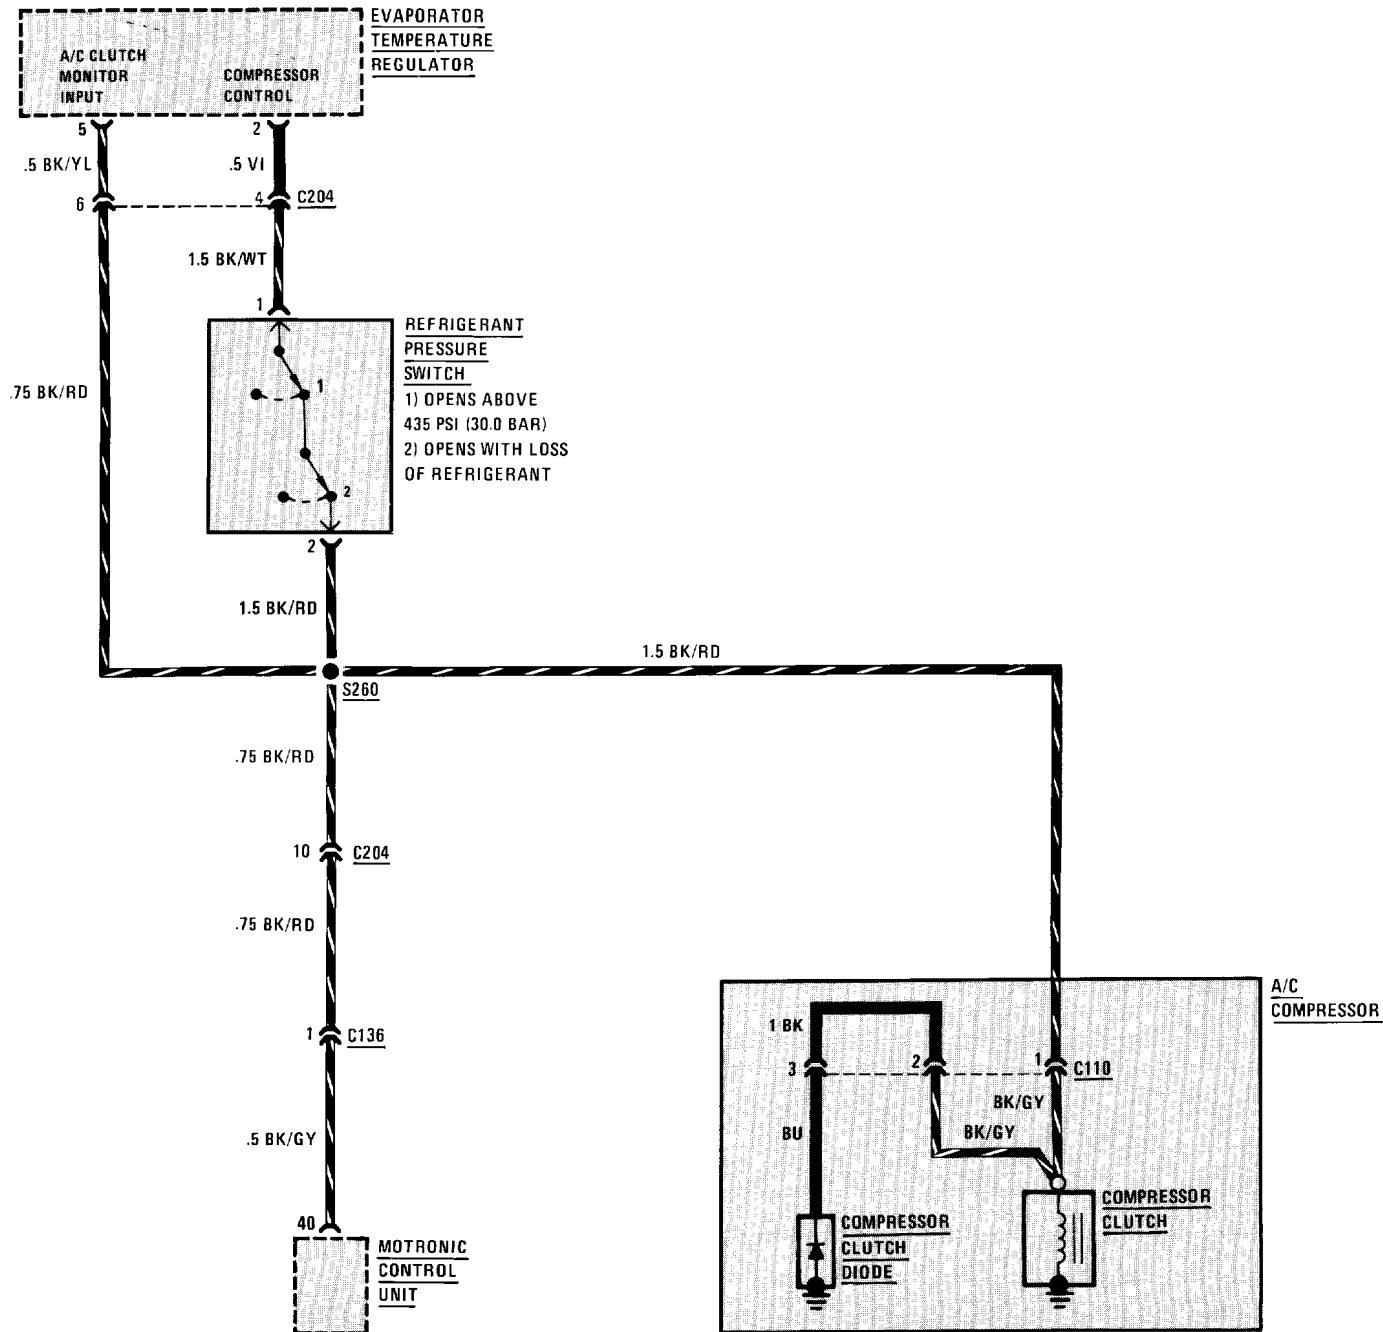 EVAPORATOR
TEMPERATURE
REGULATOR
A/C CLUTCH
MONITOR
INPUT
COMPRESSOR
CONTROL
5
2
.5 BK/YL
.5 VI
6
4
C204
1.5 BK/WT
1
REFRIGERANT
PRESSURE
SWITCH
1) OPENS ABOVE
435 PSI (30.0 BAR)
2) OPENS WITH LOSS
OF REFRIGERANT
1
2
.75 BK/RD
2
1.5 BK/RD
1.5 BK/RD
S260
.75 BK/RD
10
C204
.75 BK/RD
1
C136
.5 BK/GY
40
MOTRONIC
CONTROL
UNIT
A/C
COMPRESSOR
1 BK
3
2
1
C110
BK/GY
BU
BK/GY
COMPRESSOR
CLUTCH
DIODE
COMPRESSOR
CLUTCH